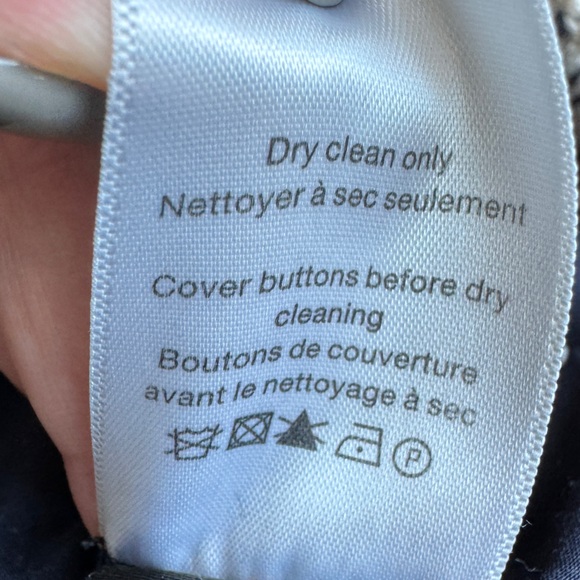 Dry clean only
Nettoyer à sec seulement
Cover buttons before dry
cleaning
Boutons de couverture
avant le nettoyage à sec
P